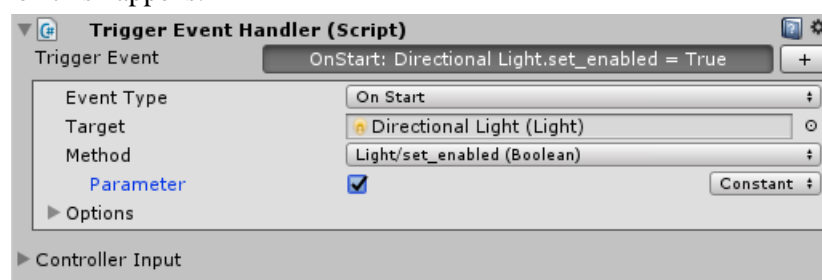 Trigger Event Handler (Script)
Trigger Event OnStart: Directional Light.set_enabled = True +
Event Type On Start
Target Directional Light (Light)
Method Light/set_enabled (Boolean)
Parameter Constant
Options
Controller Input